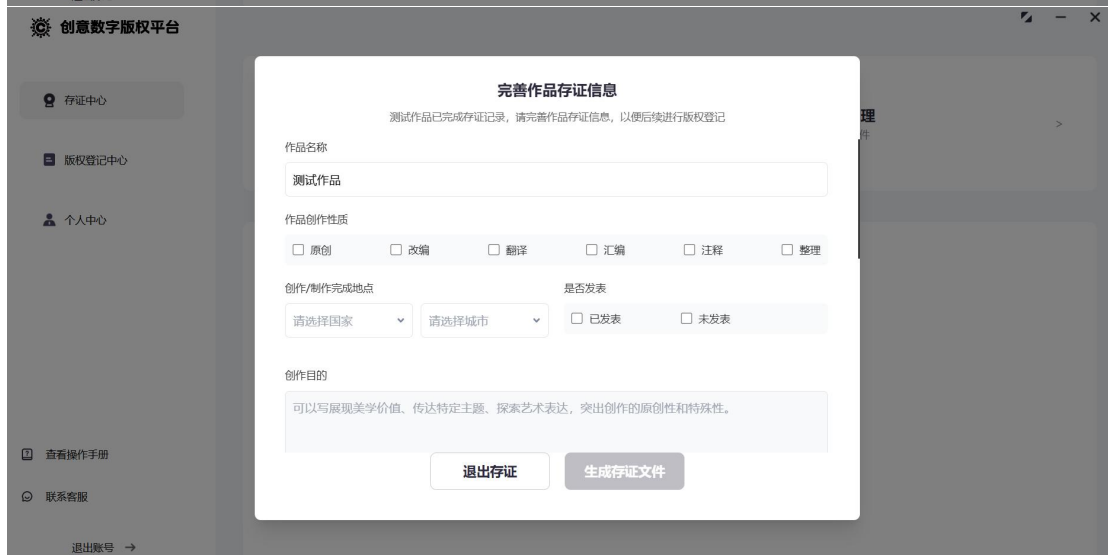 创意数字版权平台
存证中心
版权登记中心
个人中心
查看操作手册
联系客服
退出账号 →
完善作品存证信息
测试作品已完成存证记录，请完善作品存证信息，以便后续进行版权登记
作品名称
测试作品
作品创作性质
原创 改编 翻译 汇编 注释 整理
创作/制作完成地点 是否发表
请选择国家 请选择城市 已发表 未发表
创作目的
可以写展现美学价值、传达特定主题、探索艺术表达，突出创作的原创性和特殊性。
退出存证 生成存证文件
理
件